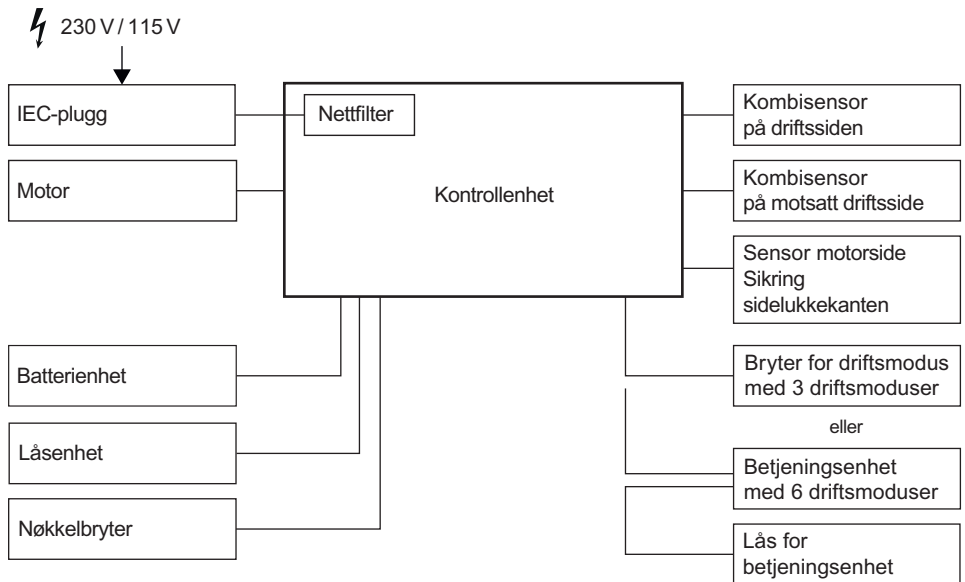 230 V / 115 V
IEC-plugg
Motor
Nettfilter
Kontrollenhet
Kombisensor
på driftssiden
Kombisensor
på motsatt driftsside
Sensor motorside
Sikring
sidelukkekanten
Batterienhet
Låsenhet
Nøkkelbryter
Bryter for driftsmodus
med 3 driftsmoduser
eller
Betjeningsenhet
med 6 driftsmoduser
Lås for
betjeningsenhet